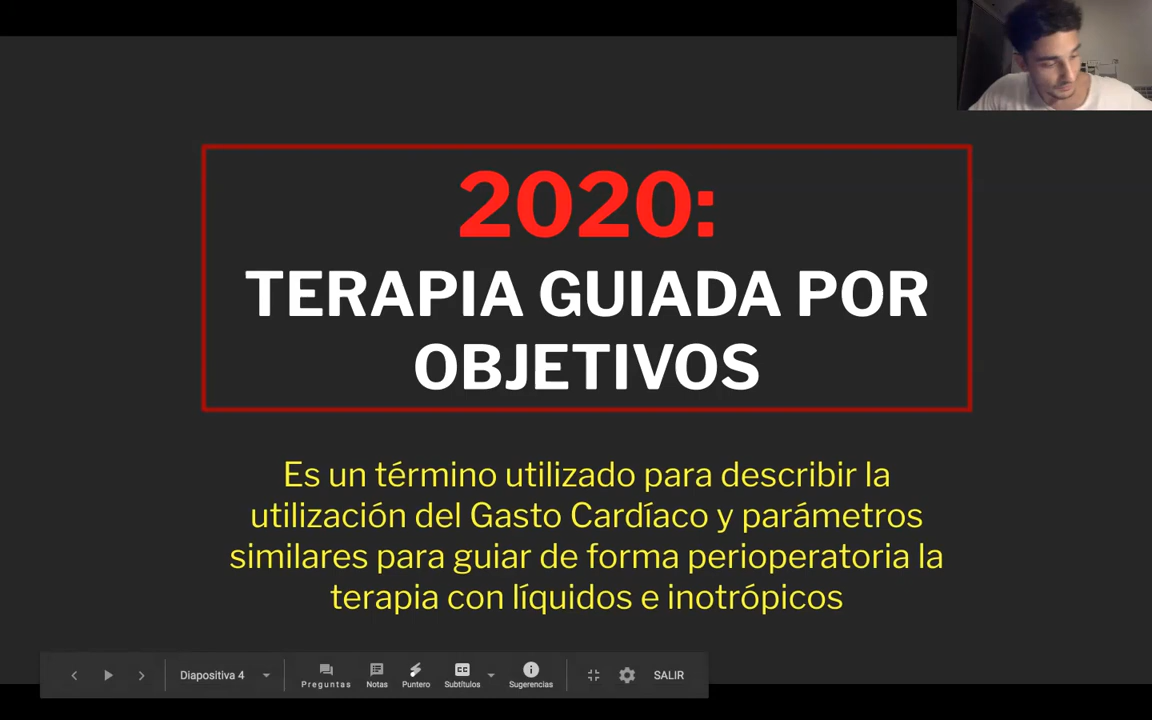 2020:
TERAPIA GUIADA POR
OBJETIVOS
Es un término utilizado para describir la
utilización del Gasto Cardíaco y parámetros
similares para guiar de forma perioperatoria la
terapia con líquidos e inotrópicos
Diapositiva 4
Preguntas
Notas
Puntero
CC
Subtítulos
Sugerencias
SALIR